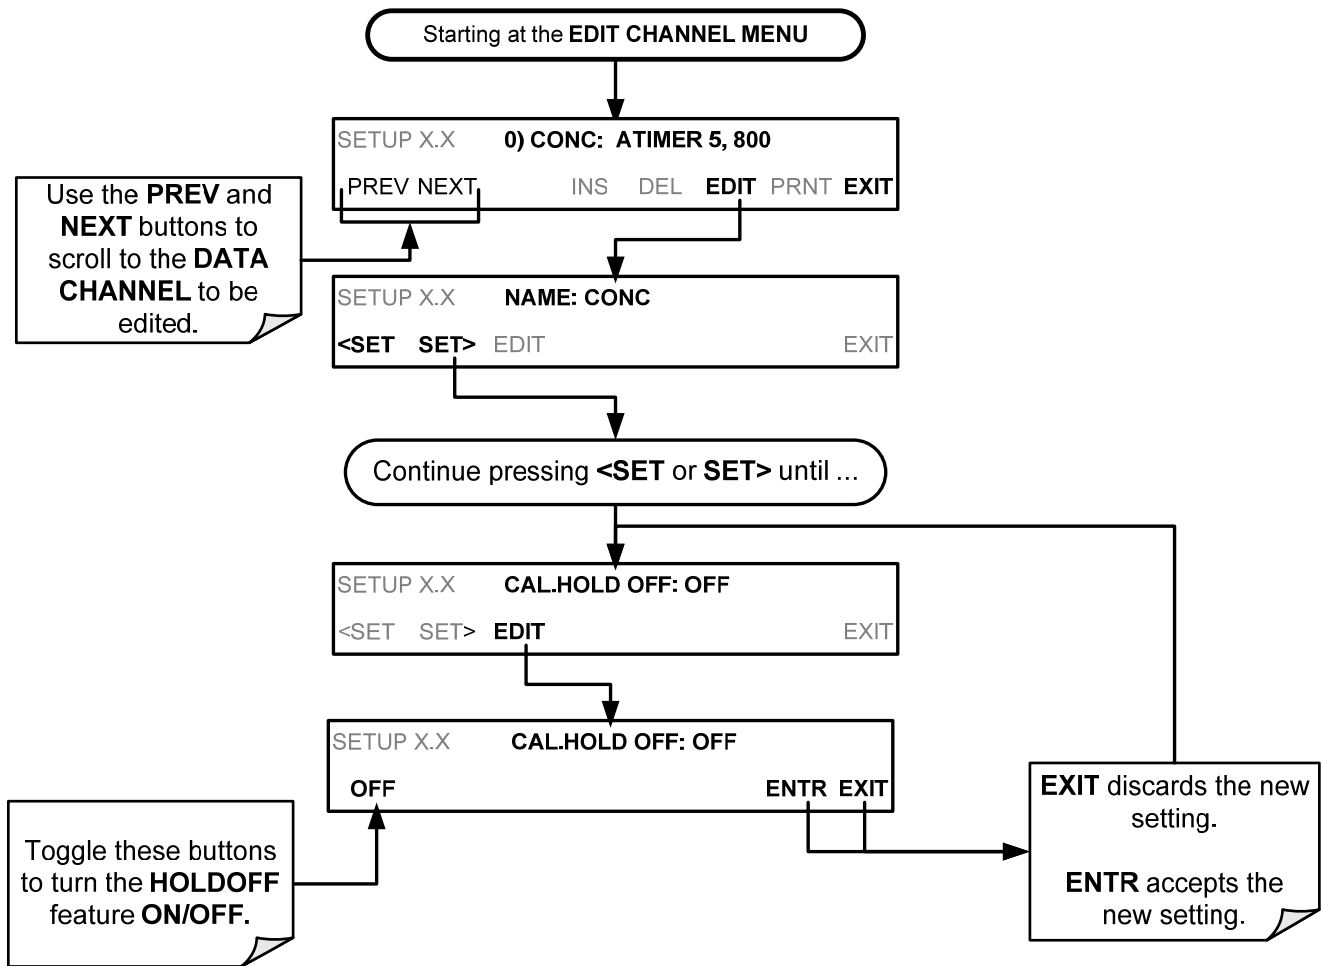 Starting at the EDIT CHANNEL MENU
SETUP X.X 0) CONC: ATIMER 5, 800
PREV NEXT INS DEL EDIT PRNT EXIT
Use the PREV and
NEXT buttons to
scroll to the DATA
CHANNEL to be
edited.
SETUP X.X NAME: CONC
<SET SET> EDIT EXIT
Continue pressing <SET or SET> until ...
SETUP X.X CAL.HOLD OFF: OFF
<SET SET> EDIT EXIT
SETUP X.X CAL.HOLD OFF: OFF
OFF ENTR EXIT
Toggle these buttons
to turn the HOLDOFF
feature ON/OFF.
EXIT discards the new
setting.
ENTR accepts the
new setting.